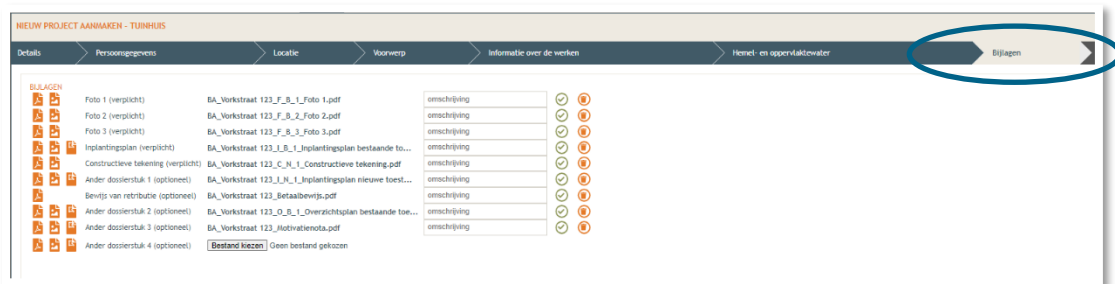 NIEUW PROJECT AANMAKEN - TUINHUIS
Details Persoonsgegevens Locatie Voorwerp Informatie over de werken Hemel- en oppervlaktewater Bijlagen
BIJLAGEN
Foto 1 (verplicht) BA_Vorkstraat 123_F_B_1_Foto 1.pdf omschrijving
Foto 2 (verplicht) BA_Vorkstraat 123_F_B_2_Foto 2.pdf omschrijving
Foto 3 (verplicht) BA_Vorkstraat 123_F_B_3_Foto 3.pdf omschrijving
Inplantingsplan (verplicht) BA_Vorkstraat 123_I_B_1_Inplantingsplan bestaande to... omschrijving
Constructieve tekening (verplicht) BA_Vorkstraat 123_C_N_1_Constructieve tekening.pdf omschrijving
Ander dossierstuk 1 (optioneel) BA_Vorkstraat 123_I_N_1_Inplantingsplan nieuwe toest... omschrijving
Bewijs van retributie (optioneel) BA_Vorkstraat 123_Betaalbewijs.pdf omschrijving
Ander dossierstuk 2 (optioneel) BA_Vorkstraat 123_O_B_1_Overzichtsplan bestaande toe... omschrijving
Ander dossierstuk 3 (optioneel) BA_Vorkstraat 123_Motivatienota.pdf omschrijving
Ander dossierstuk 4 (optioneel) Bestand kiezen Geen bestand gekozen